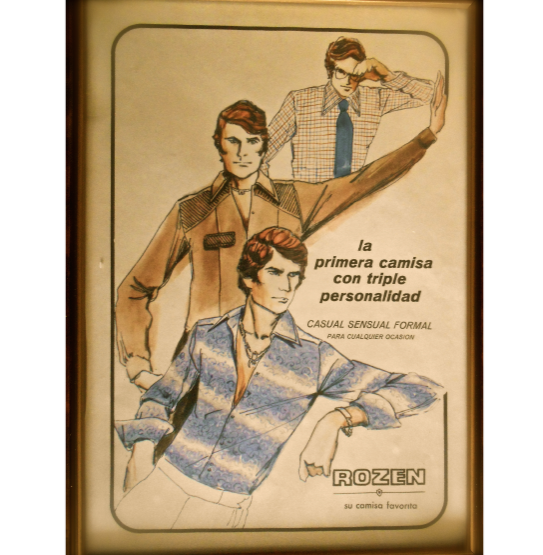 la
primera camisa
con triple
personalidad
CASUAL SENSUAL FORMAL
PARA CUALQUIER OCASION
ROZEN
su camisa favorita